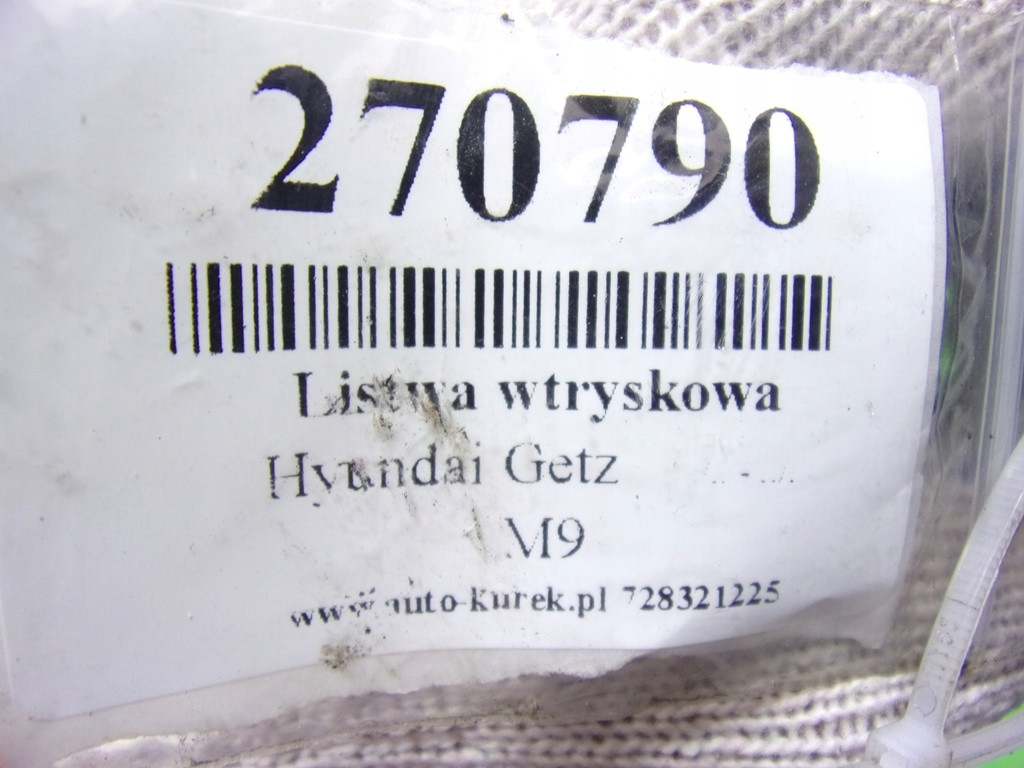 270790
Listwa wtryskowa
Hyundai Getz
M9
www.auto-kurek.pl 728321225